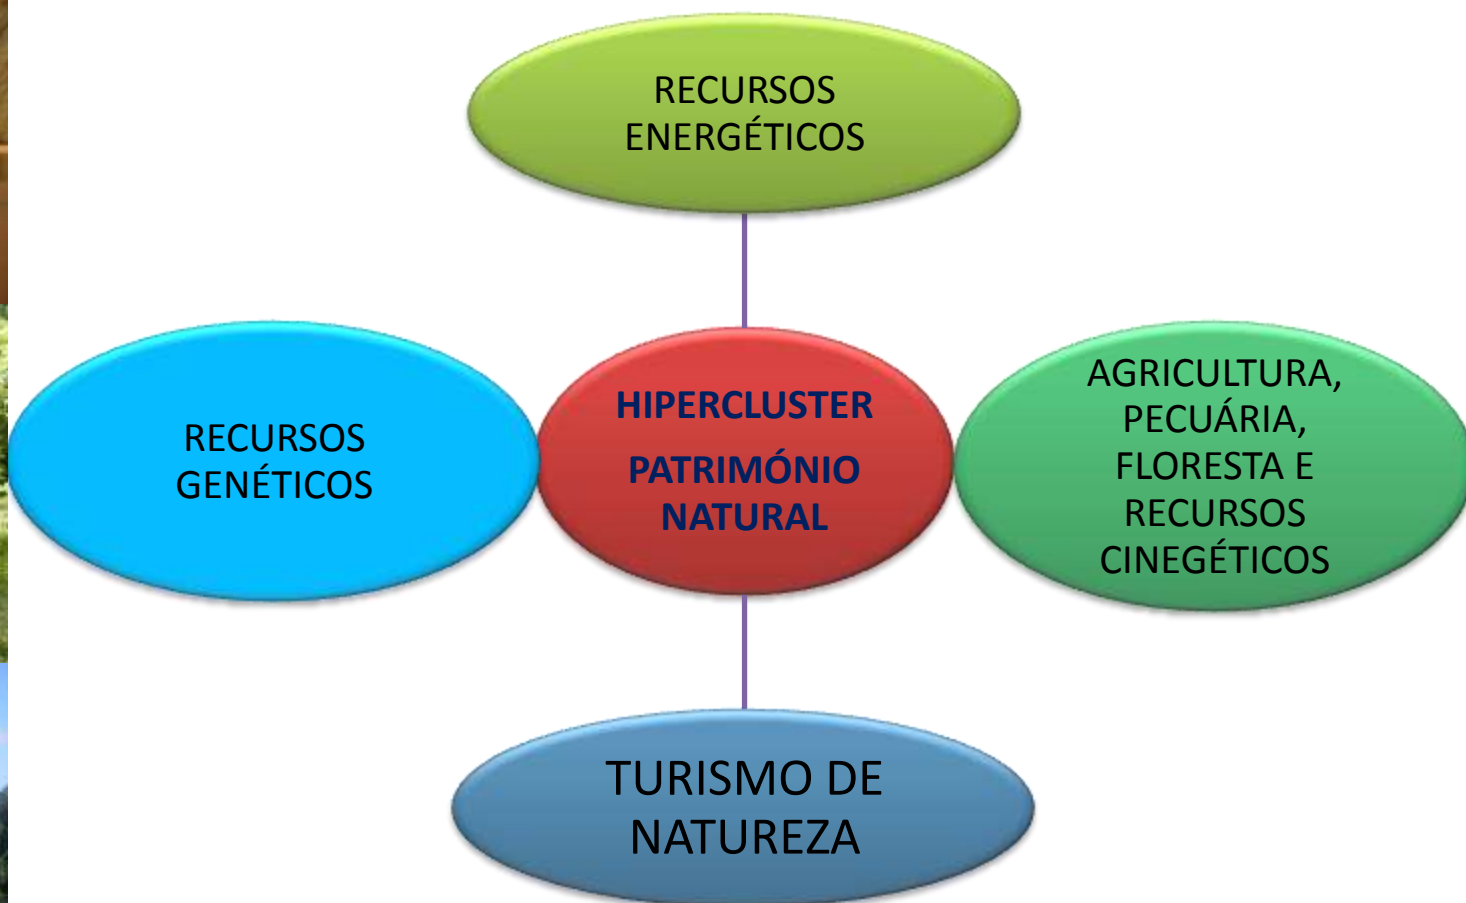 RECURSOS
ENERGÉTICOS
RECURSOS
GENÉTICOS
HIPERCLUSTER
PATRIMÓNIO
NATURAL
AGRICULTURA,
PECUÁRIA,
FLORESTA E
RECURSOS
CINEGÉTICOS
TURISMO DE
NATUREZA